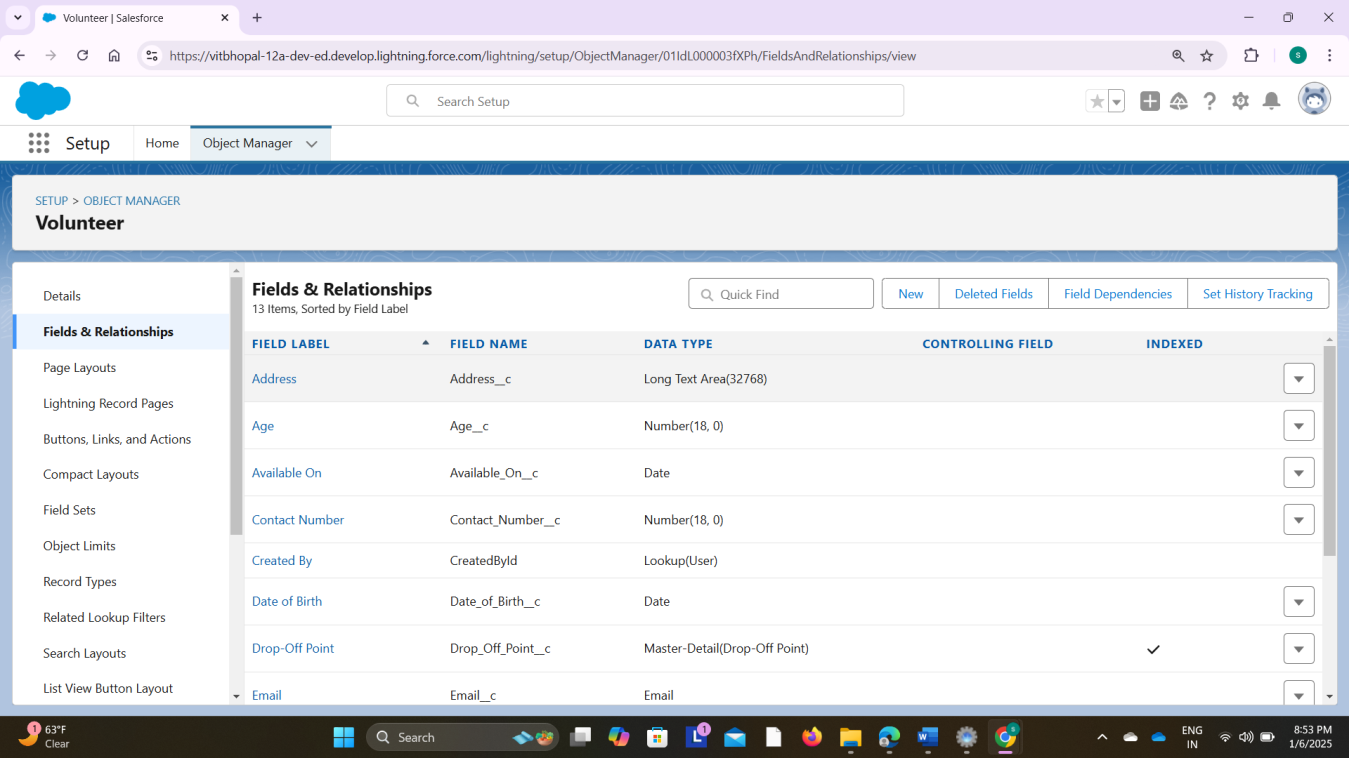 Volunteer | Salesforce
https://vitbhopal-12a-dev-ed.develop.lightning.force.com/lightning/setup/ObjectManager/01IdL000003fXPh/FieldsAndRelationships/view
S
Search Setup
Setup
Home
Object Manager
SETUP > OBJECT MANAGER
Volunteer
Details
Fields & Relationships
Page Layouts
Lightning Record Pages
Buttons, Links, and Actions
Compact Layouts
Field Sets
Object Limits
Record Types
Related Lookup Filters
Search Layouts
List View Button Layout
Fields & Relationships
13 Items, Sorted by Field Label
Quick Find
New
Deleted Fields
Field Dependencies
Set History Tracking
FIELD LABEL FIELD NAME DATA TYPE CONTROLLING FIELD INDEXED
Address Address__c Long Text Area(32768)
Age Age__c Number(18, 0)
Available On Available_On__c Date
Contact Number Contact_Number__c Number(18, 0)
Created By CreatedById Lookup(User)
Date of Birth Date_of_Birth__c Date
Drop-Off Point Drop_Off_Point__c Master-Detail(Drop-Off Point)
Email Email__c Email
1
63°F
Clear
Search
L
1
W
S
ENG
IN
8:53 PM
1/6/2025